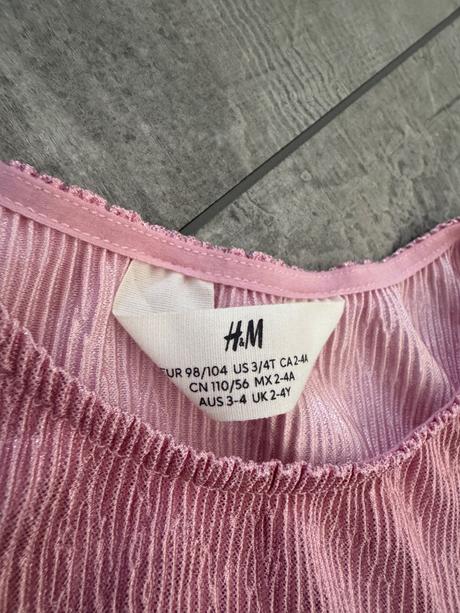 H&M
EUR 98/104 US 3/4T CA 2-4A
CN 110/56 MX 2-4A
AUS 3-4 UK 2-4Y